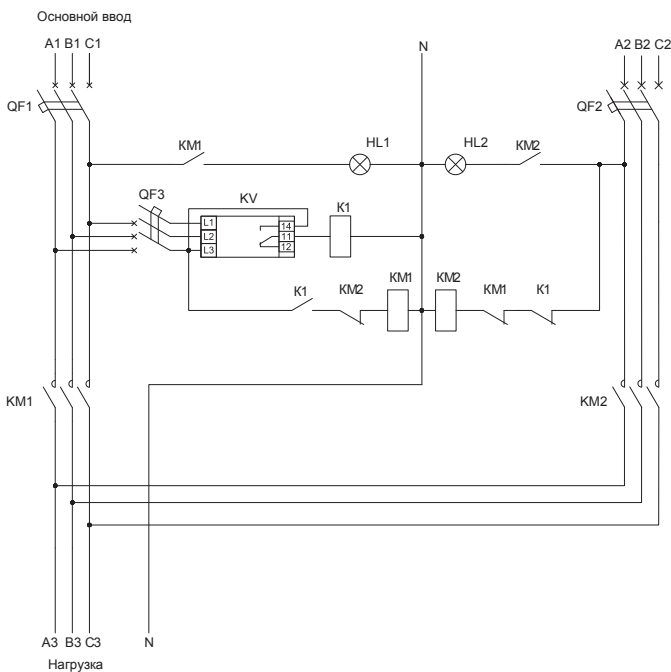 Основной ввод
A1 B1 C1
N
A2 B2 C2
QF1
QF2
KM1
HL1
HL2
KM2
QF3
KV
L1
L2
L3
14
11
12
K1
K1
KM2
KM1
KM2
KM1
K1
KM1
KM2
A3 B3 C3
N
Нагрузка